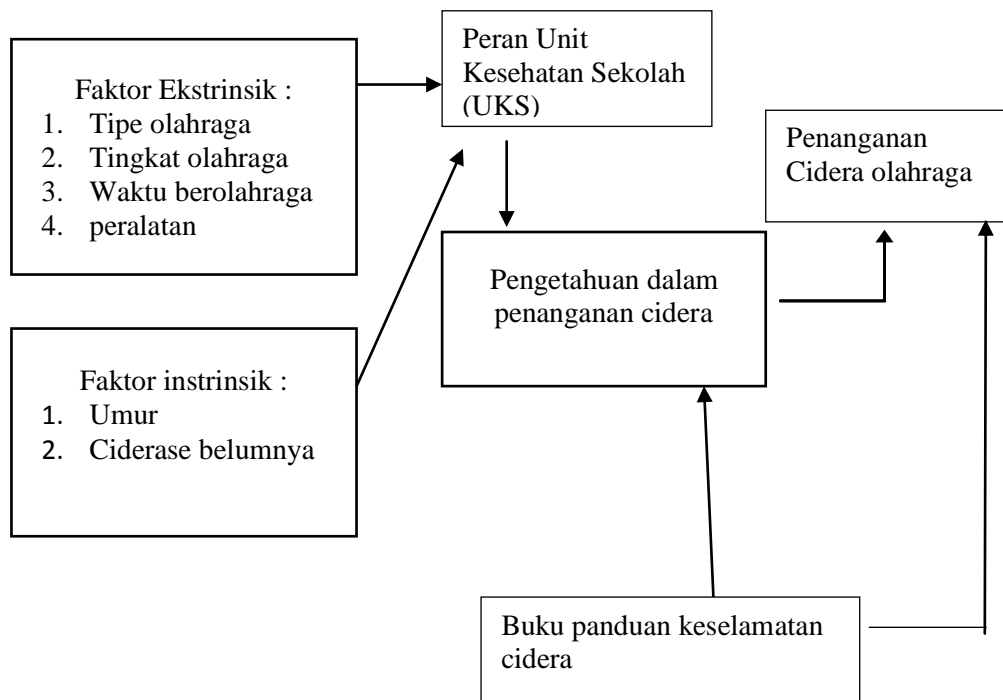 Faktor Ekstrinsik :
1. Tipe olahraga
2. Tingkat olahraga
3. Waktu berolahraga
4. peralatan
Peran Unit
Kesehatan Sekolah
(UKS)
Penanganan
Cidera olahraga
Pengetahuan dalam
penanganan cidera
Faktor instrinsik :
1. Umur
2. Ciderase belumnya
Buku panduan keselamatan
cidera